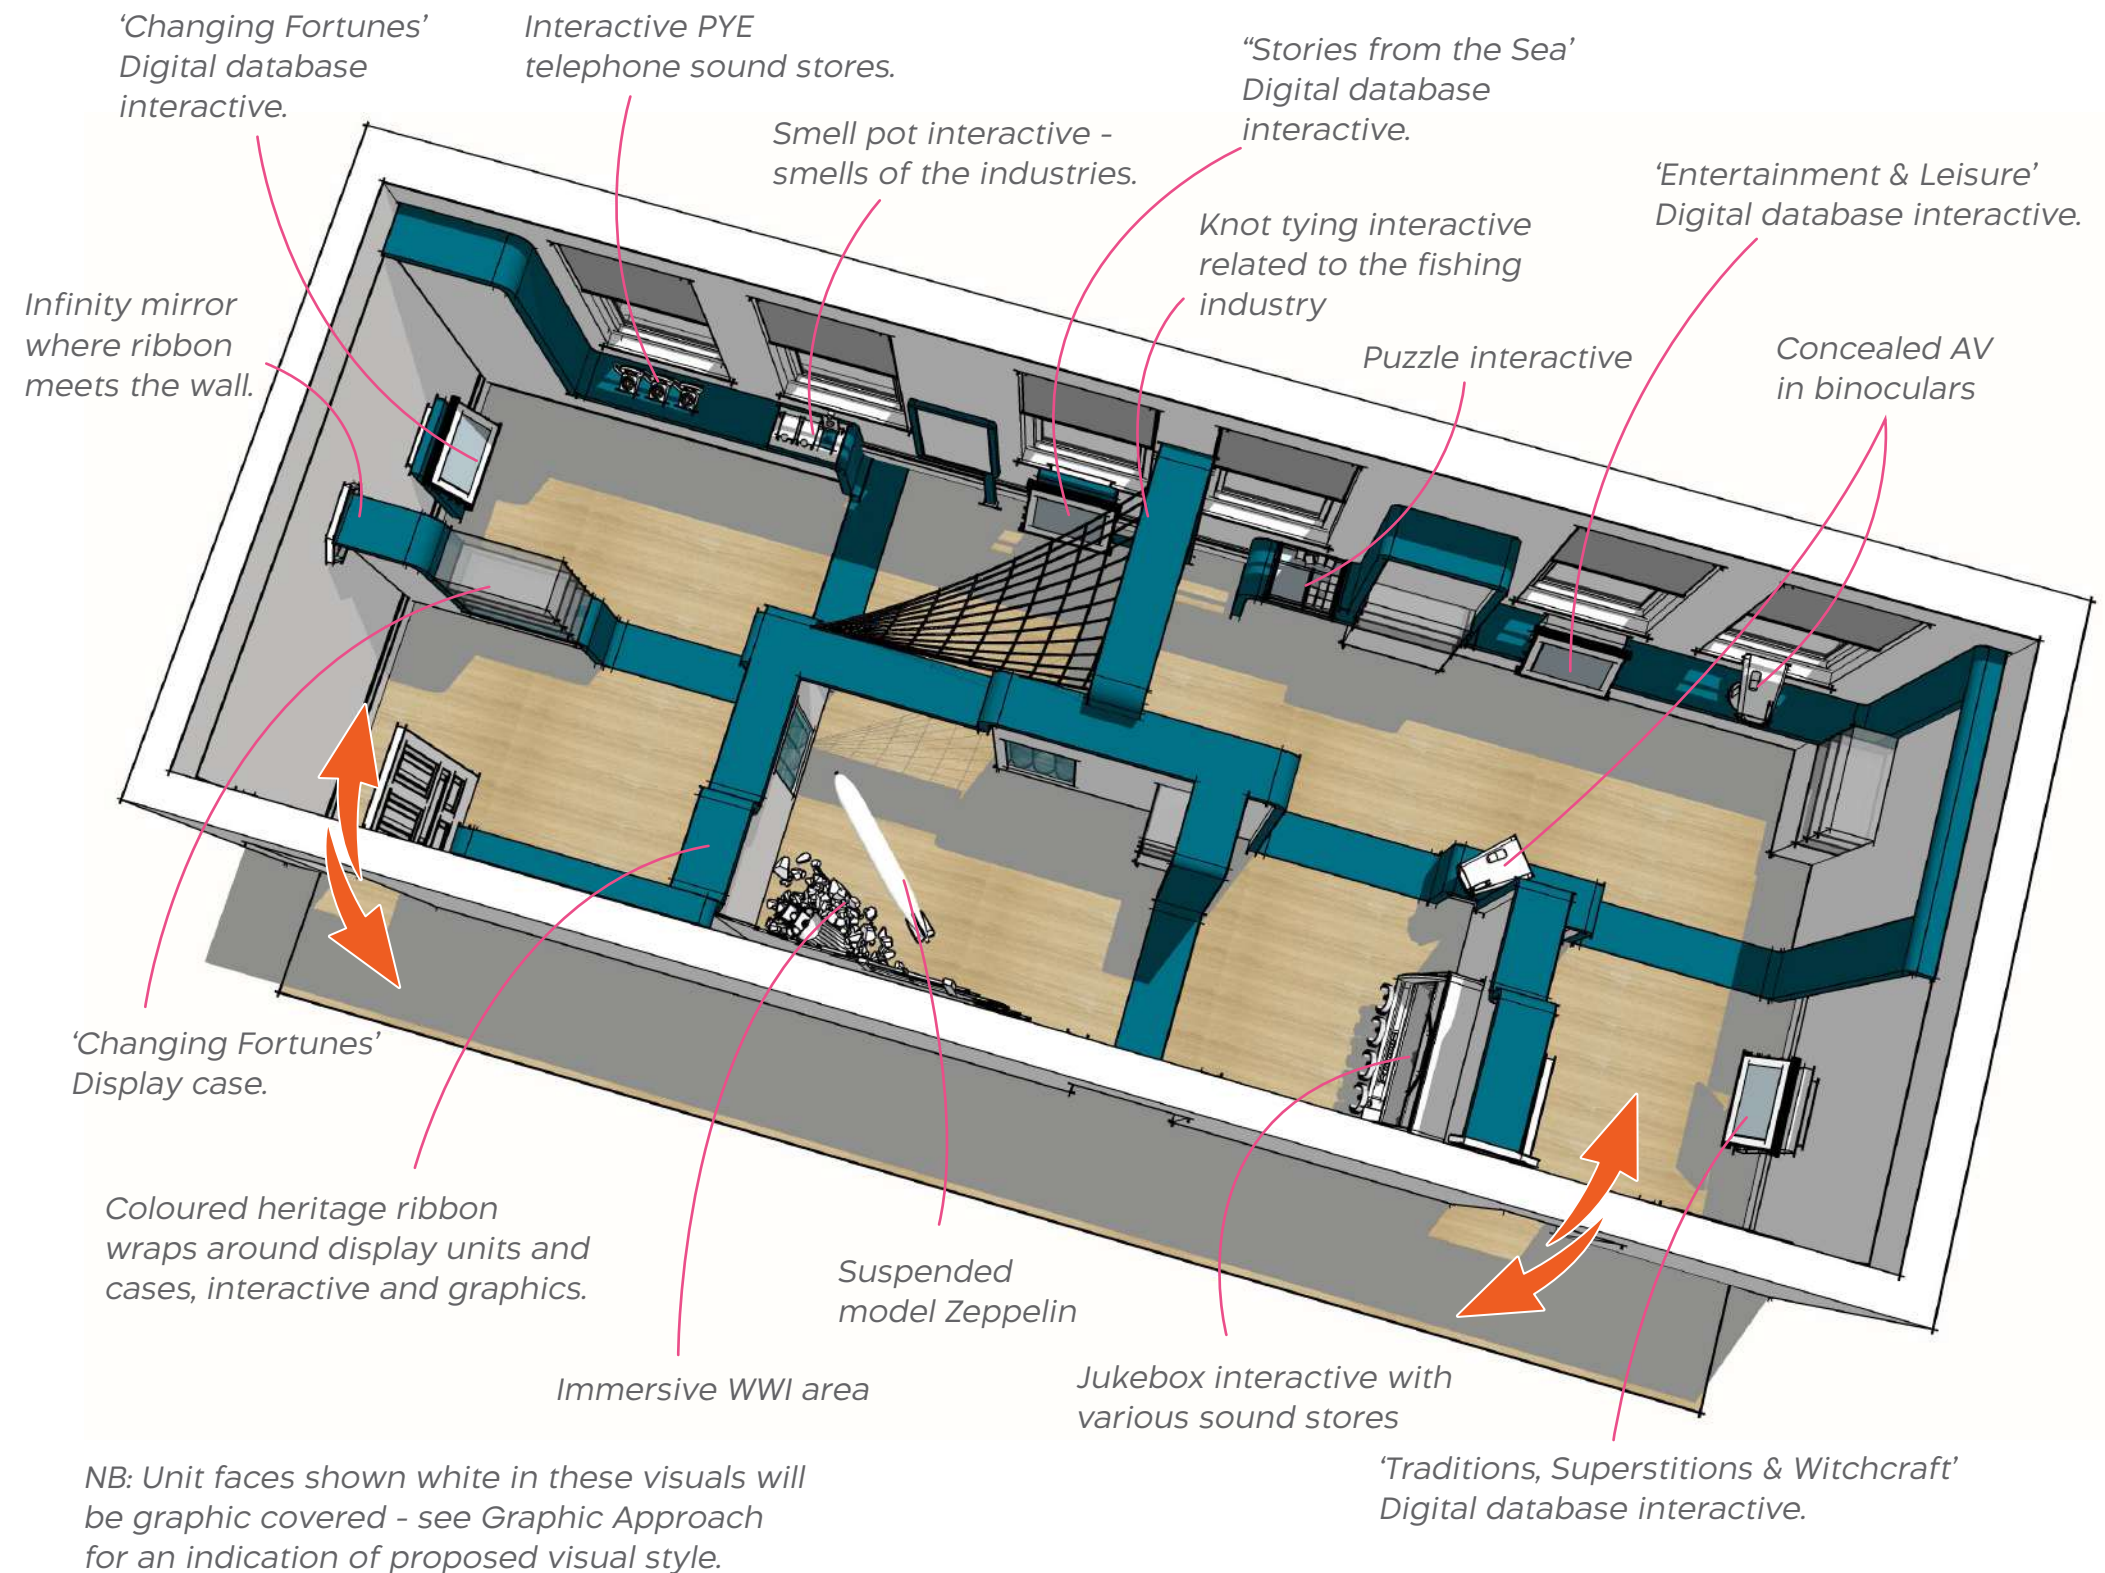 ‘Changing Fortunes’
Digital database
interactive.
Interactive PYE
telephone sound stores.
Smell pot interactive -
smells of the industries.
“Stories from the Sea’
Digital database
interactive.
Knot tying interactive
related to the fishing
industry
‘Entertainment & Leisure’
Digital database interactive.
Puzzle interactive
Concealed AV
in binoculars
Infinity mirror
where ribbon
meets the wall.
‘Changing Fortunes’
Display case.
Coloured heritage ribbon
wraps around display units and
cases, interactive and graphics.
Suspended
model Zeppelin
Immersive WWI area
Jukebox interactive with
various sound stores
‘Traditions, Superstitions & Witchcraft’
Digital database interactive.
NB: Unit faces shown white in these visuals will
be graphic covered - see Graphic Approach
for an indication of proposed visual style.